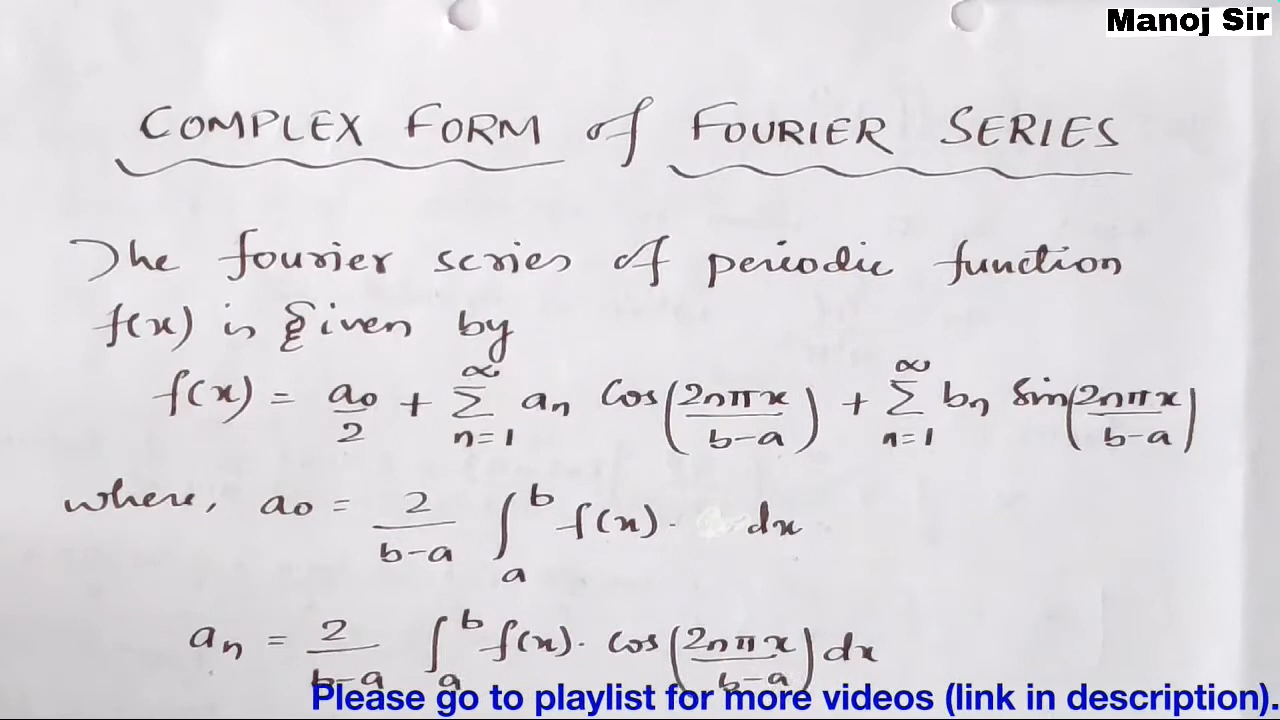 Manoj Sir
COMPLEX FORM of FOURIER SERIES
The fourier series of periodic function
f(x) is given by
f(x) = a₀/2 + ∑_{n=1}^{∞} aₙ Cos(2nπx/(b-a)) + ∑_{n=1}^{∞} bₙ Sin(2nπx/(b-a))
where, a₀ = 2/(b-a) ∫_a^b f(x). dx
aₙ = 2/(b-a) ∫_a^b f(x). cos(2nπx/(b-a)) dx
Please go to playlist for more videos (link in description).